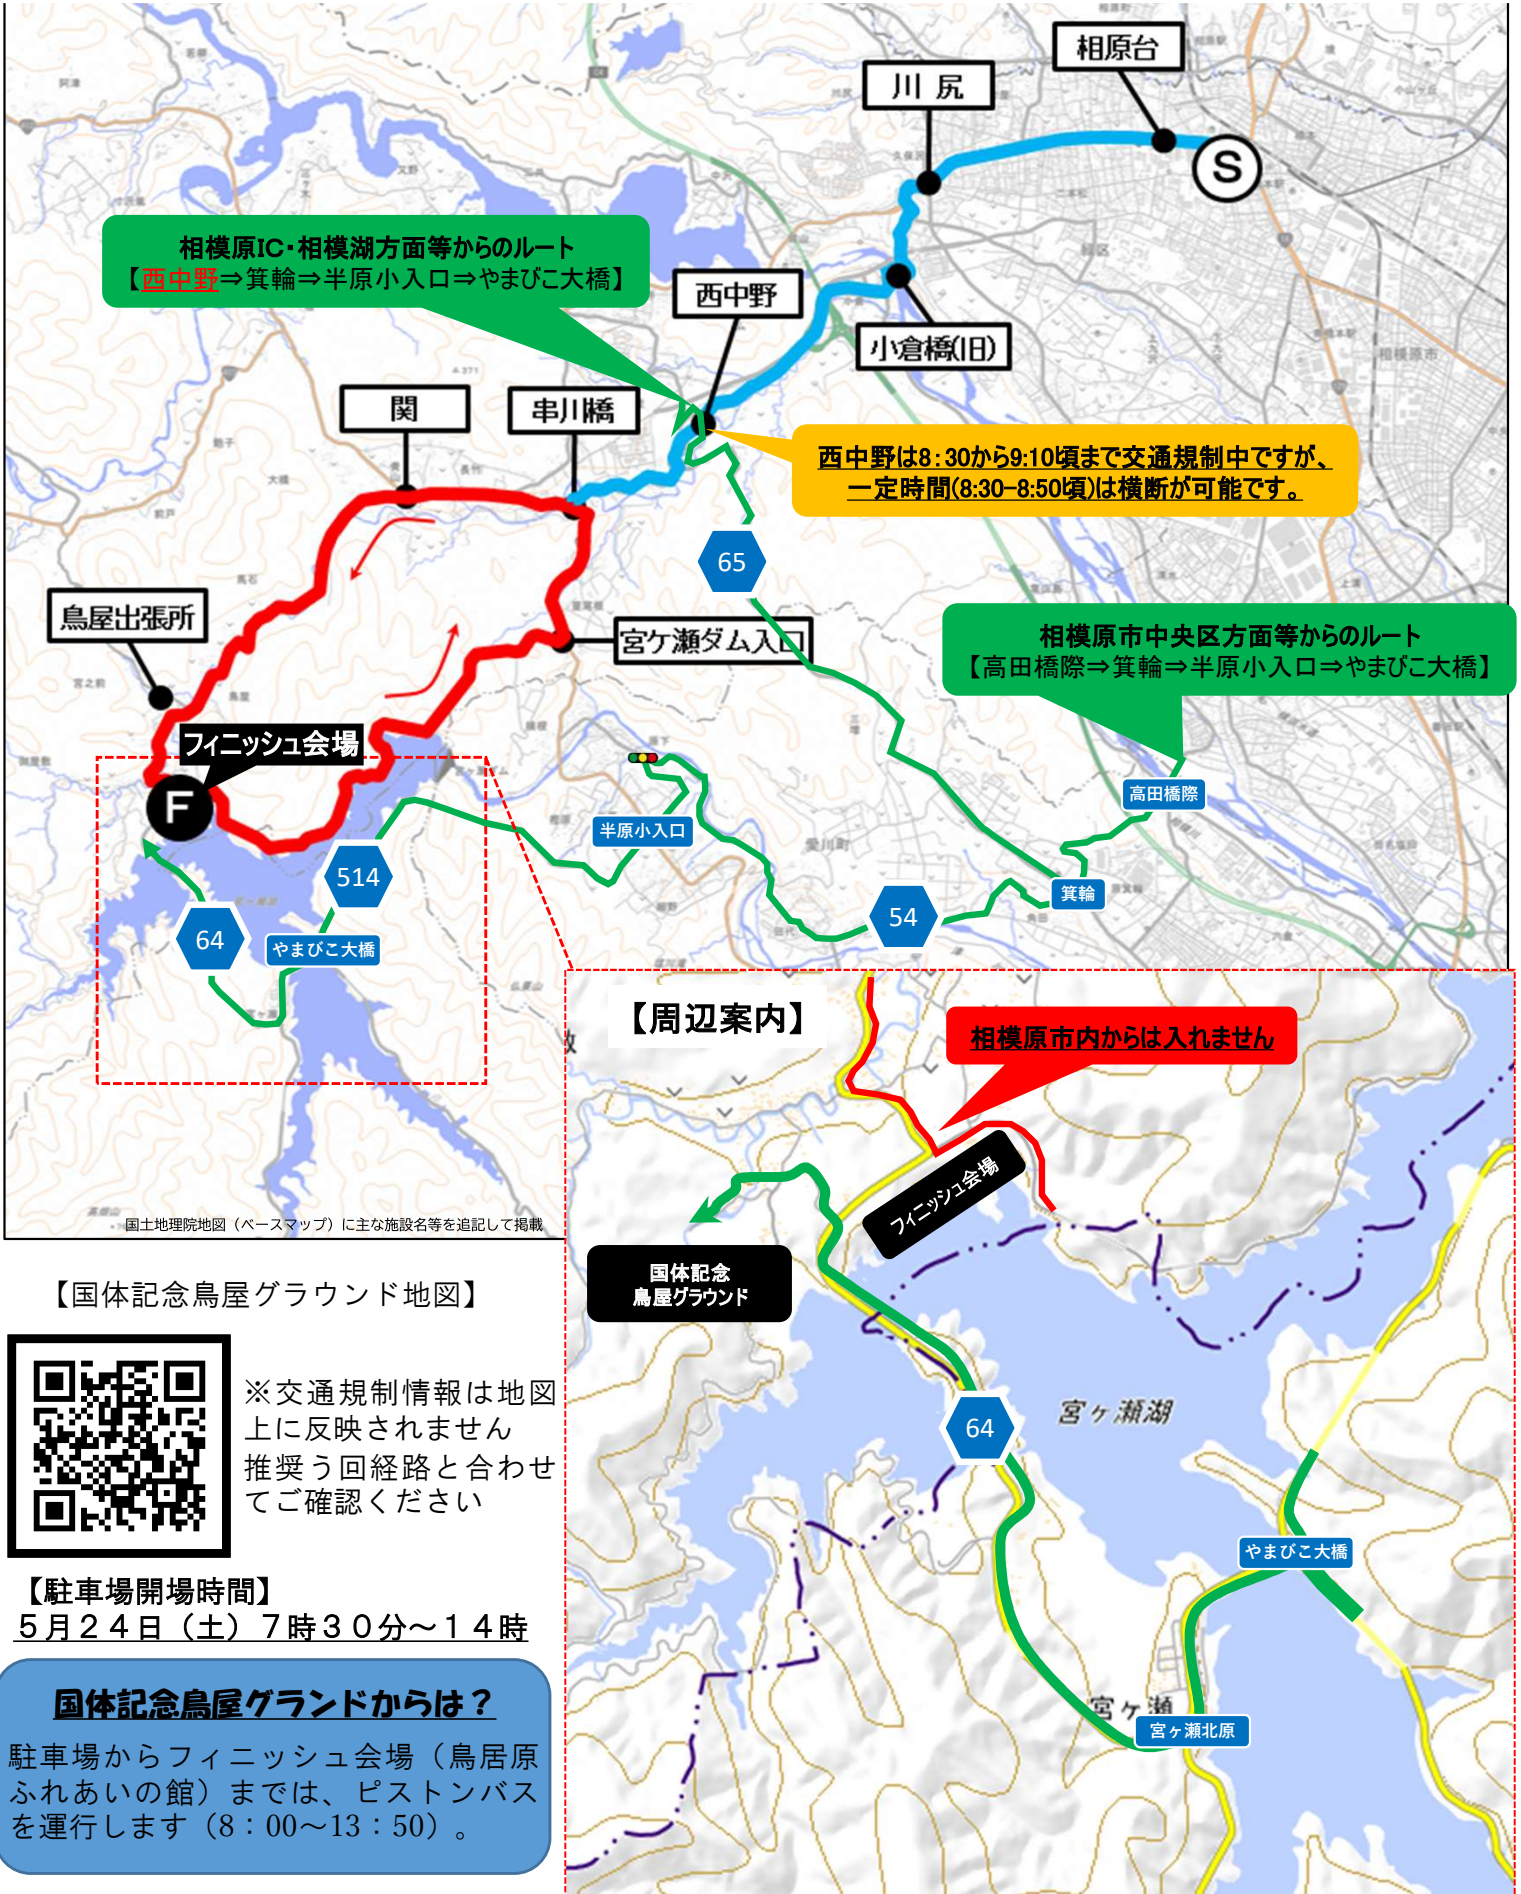 相原台
川尻
S
相模原IC・相模湖方面等からのルート
【西中野⇒箕輪⇒半原小入口⇒やまびこ大橋】
西中野
小倉橋(旧)
相模原市
関
串川橋
西中野は8:30から9:10頃まで交通規制中ですが、
一定時間(8:30-8:50頃)は横断が可能です。
65
鳥屋出張所
宮ケ瀬ダム入口
相模原市中央区方面等からのルート
【高田橋際⇒箕輪⇒半原小入口⇒やまびこ大橋】
フィニッシュ会場
F
高田橋際
半原小入口
愛川町
514
箕輪
54
64
やまびこ大橋
【周辺案内】
相模原市内からは入れません
フィニッシュ会場
国土地理院地図（ベースマップ）に主な施設名等を追記して掲載
国体記念
鳥屋グラウンド
宮ヶ瀬湖
64
やまびこ大橋
宮ヶ瀬
宮ヶ瀬北原
【国体記念鳥屋グラウンド地図】
※交通規制情報は地図
上に反映されません
推奨う回経路と合わせ
てご確認ください
【駐車場開場時間】
５月２４日（土）７時３０分～１４時
国体記念鳥屋グランドからは？
駐車場からフィニッシュ会場（鳥居原
ふれあいの館）までは、ピストンバス
を運行します（8：00～13：50）。